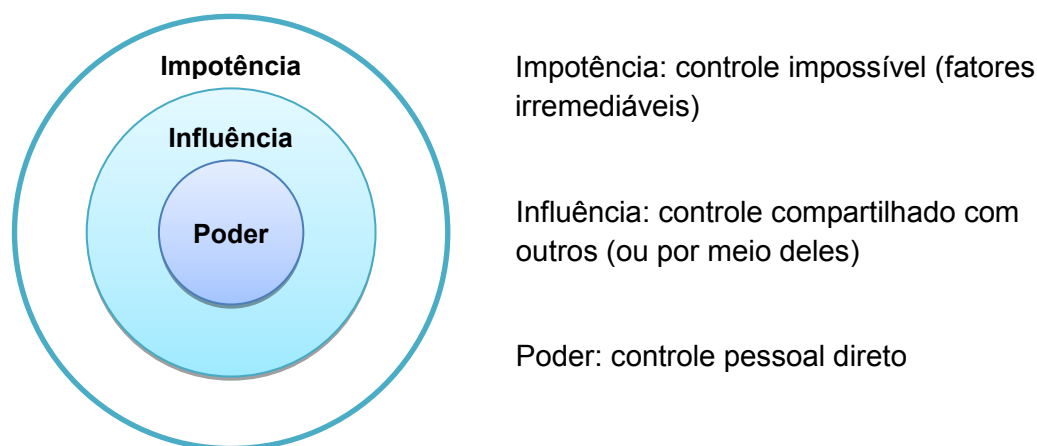 Impotência
Influência
Poder
Impotência: controle impossível (fatores
irremediáveis)
Influência: controle compartilhado com
outros (ou por meio deles)
Poder: controle pessoal direto